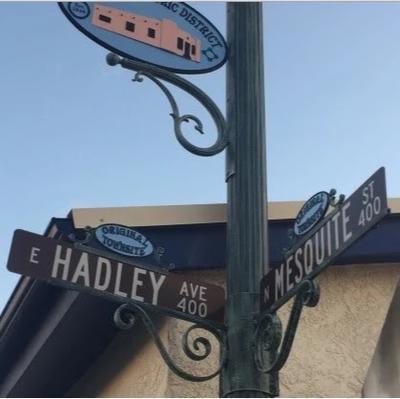 DISTRICT
ORIGINAL
TOWNSITE
E HADLEY AVE
400
ORIGINAL
TOWNSITE
N MESQUITE ST
400